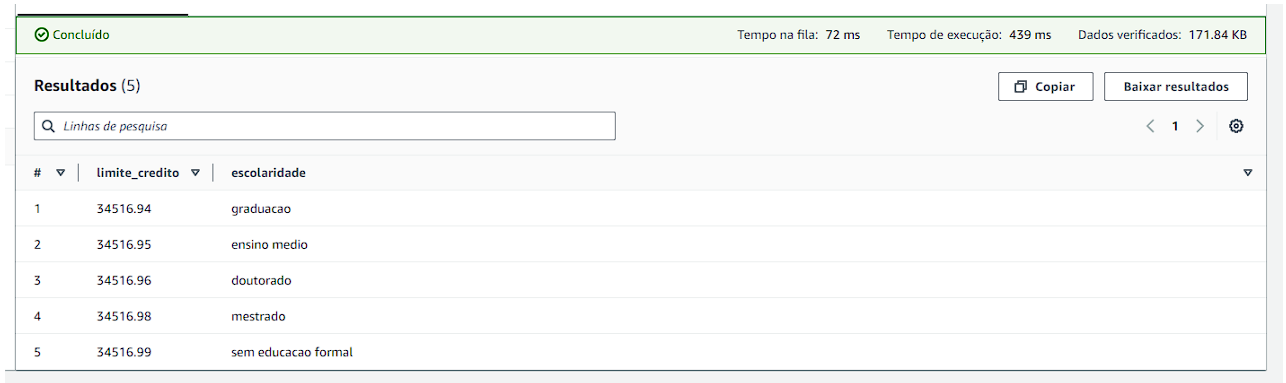 Concluído Tempo na fila: 72 ms Tempo de execução: 439 ms Dados verificados: 171.84 KB
Resultados (5) Copiar Baixar resultados
Linhas de pesquisa 1
# limite_credito escolaridade
1 34516.94 graduacao
2 34516.95 ensino medio
3 34516.96 doutorado
4 34516.98 mestrado
5 34516.99 sem educacao formal